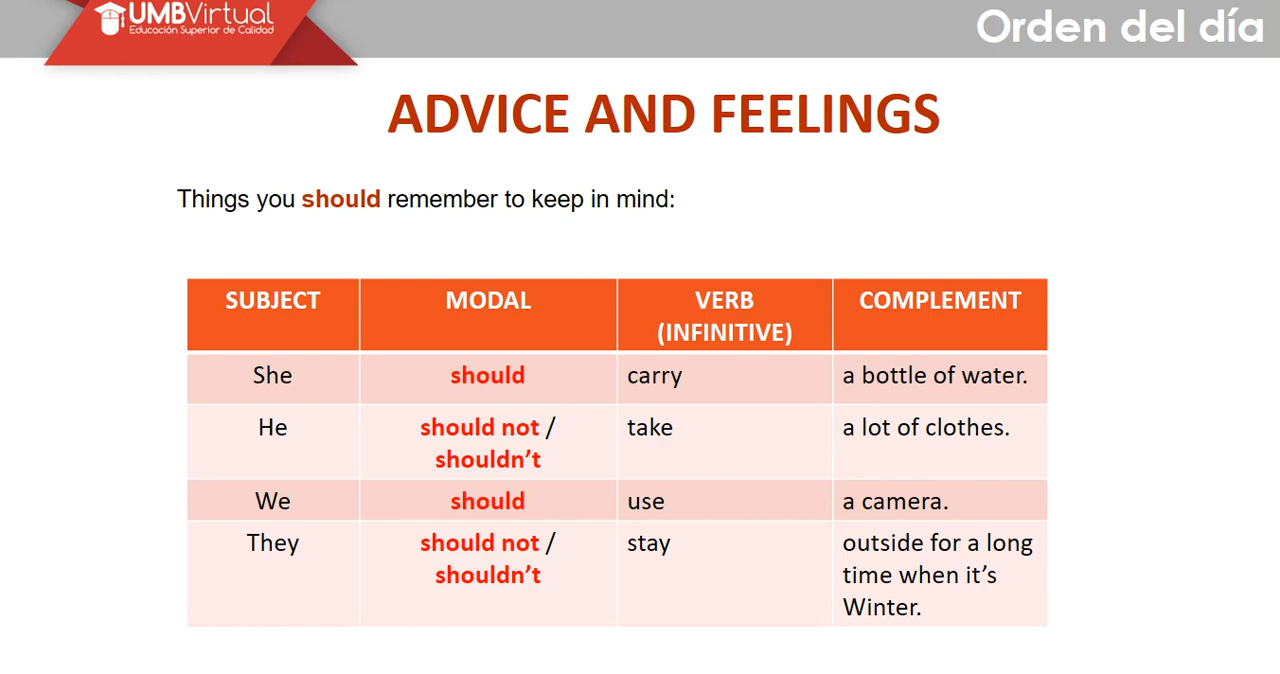 UMBVirtual
Educación Superior de Calidad
Orden del día
ADVICE AND FEELINGS
Things you should remember to keep in mind:
SUBJECT MODAL VERB (INFINITIVE) COMPLEMENT
She should carry a bottle of water.
He should not / shouldn’t take a lot of clothes.
We should use a camera.
They should not / shouldn’t stay outside for a long time when it’s Winter.